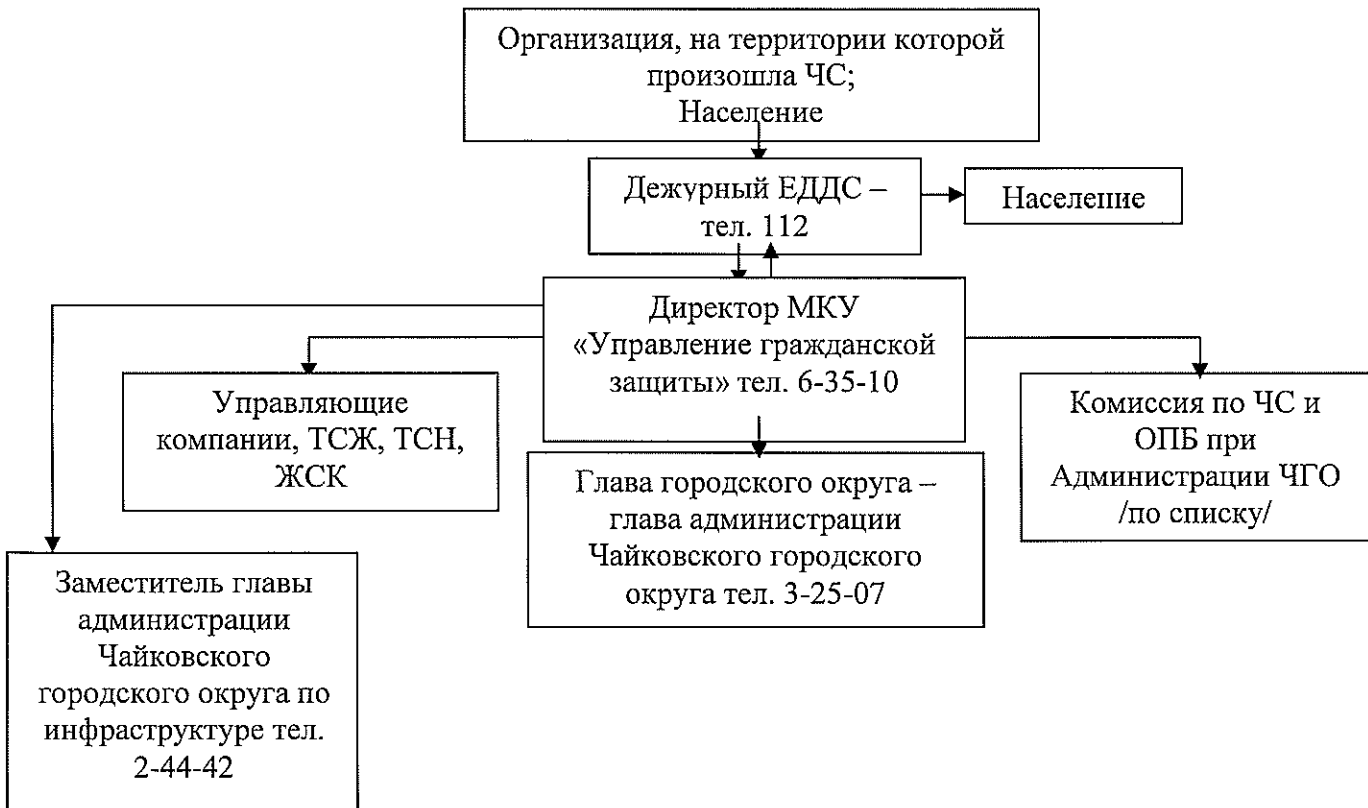 Организация, на территории которой
произошла ЧС;
Население
Дежурный ЕДДС –
тел. 112
Население
Директор МКУ
«Управление гражданской
защиты» тел. 6-35-10
Управляющие
компании, ТСЖ, ТСН,
ЖСК
Комиссия по ЧС и
ОПБ при
Администрации ЧГО
/по списку/
Глава городского округа –
глава администрации
Чайковского городского
округа тел. 3-25-07
Заместитель главы
администрации
Чайковского
городского округа по
инфраструктуре тел.
2-44-42